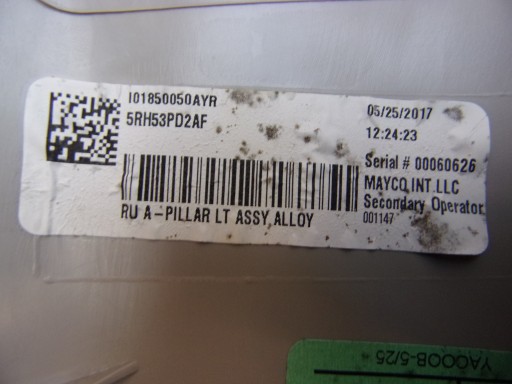 I01850050AYR
5RH53PD2AF
05/25/2017
12:24:23
Serial # 00060626
MAYCO INT.LLC
Secondary Operator
001147
RU A-PILLAR LT ASSY ALLOY
YACOOB-5/25